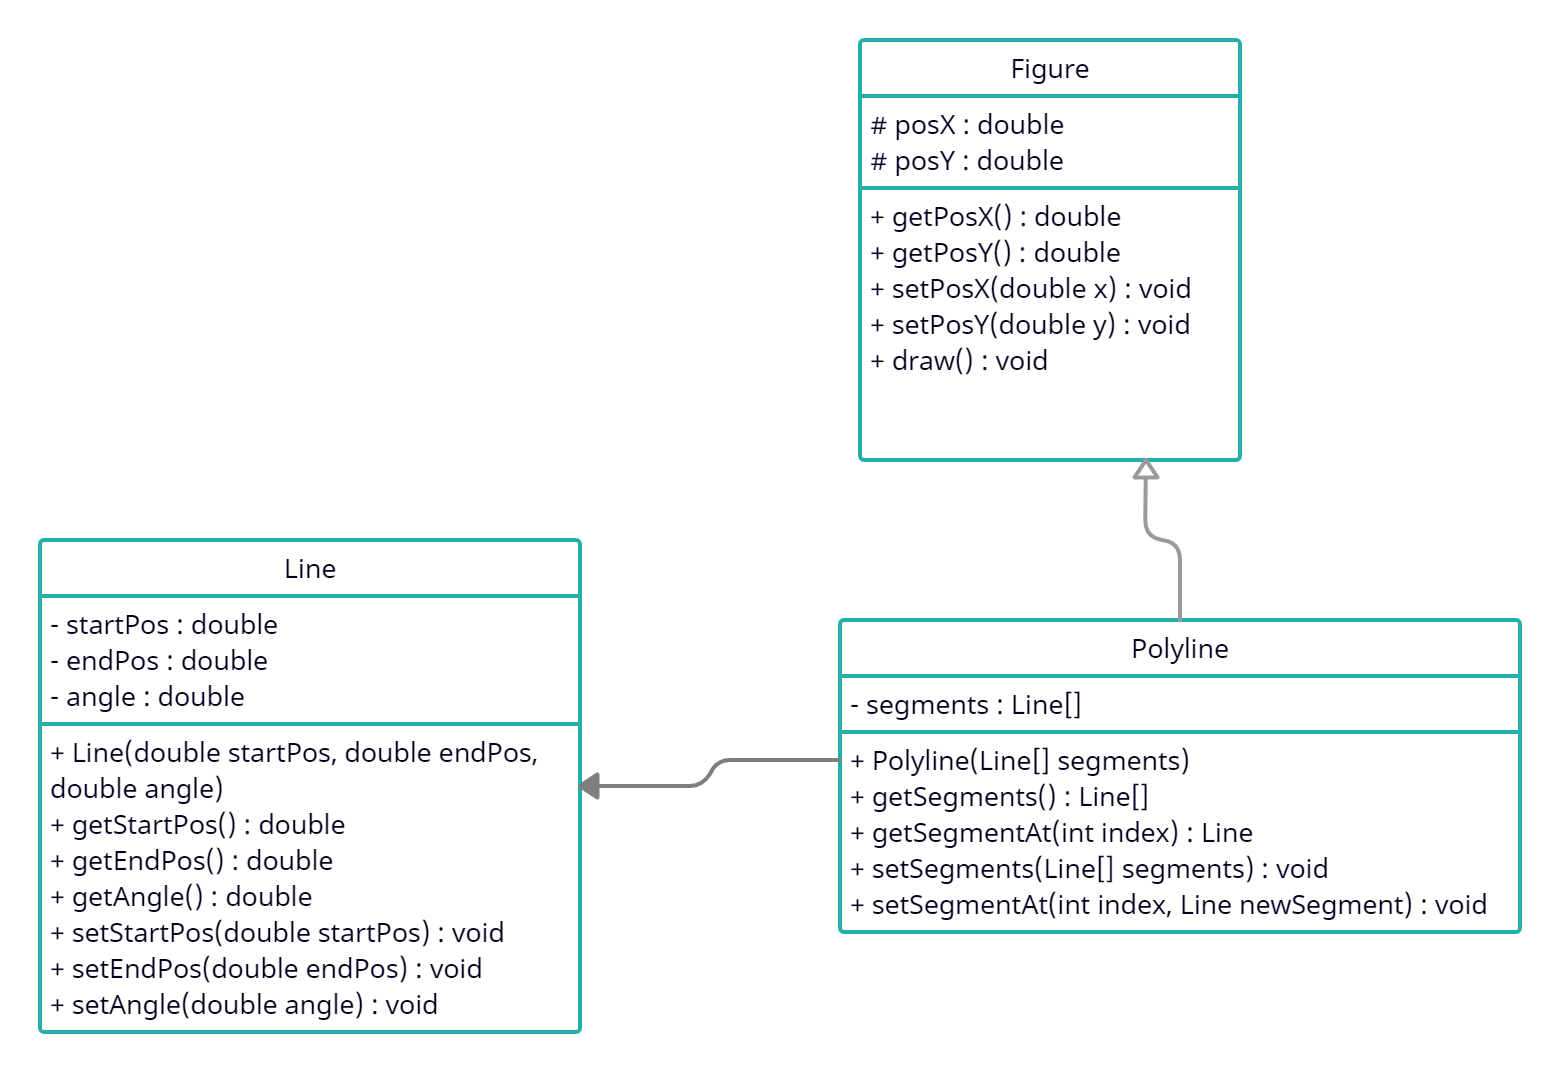 Figure
# posX : double
# posY : double
+ getPosX() : double
+ getPosY() : double
+ setPosX(double x) : void
+ setPosY(double y) : void
+ draw() : void
Line
- startPos : double
- endPos : double
- angle : double
+ Line(double startPos, double endPos,
double angle)
+ getStartPos() : double
+ getEndPos() : double
+ getAngle() : double
+ setStartPos(double startPos) : void
+ setEndPos(double endPos) : void
+ setAngle(double angle) : void
Polyline
- segments : Line[]
+ Polyline(Line[] segments)
+ getSegments() : Line[]
+ getSegmentAt(int index) : Line
+ setSegments(Line[] segments) : void
+ setSegmentAt(int index, Line newSegment) : void